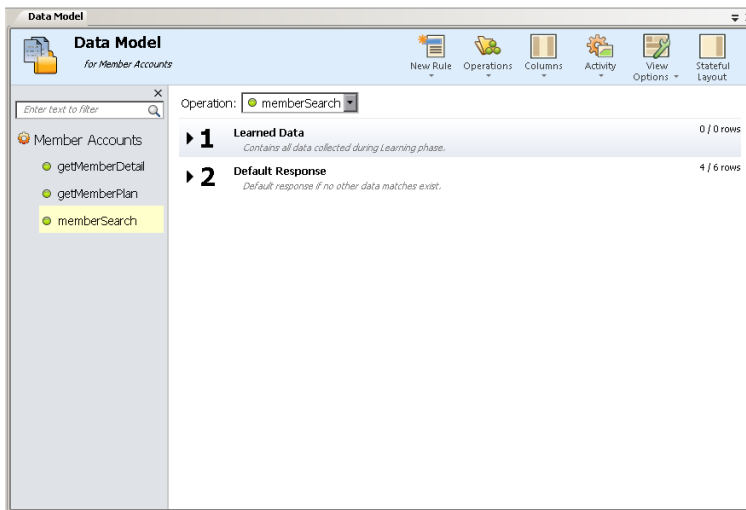 Data Model
Data Model
for Member Accounts
New Rule
Operations
Columns
Activity
View
Options
Stateful
Layout
Enter text to filter
Member Accounts
getMemberDetail
getMemberPlan
memberSearch
Operation: memberSearch
1 Learned Data 0 / 0 rows
Contains all data collected during Learning phase.
2 Default Response 4 / 6 rows
Default response if no other data matches exist.